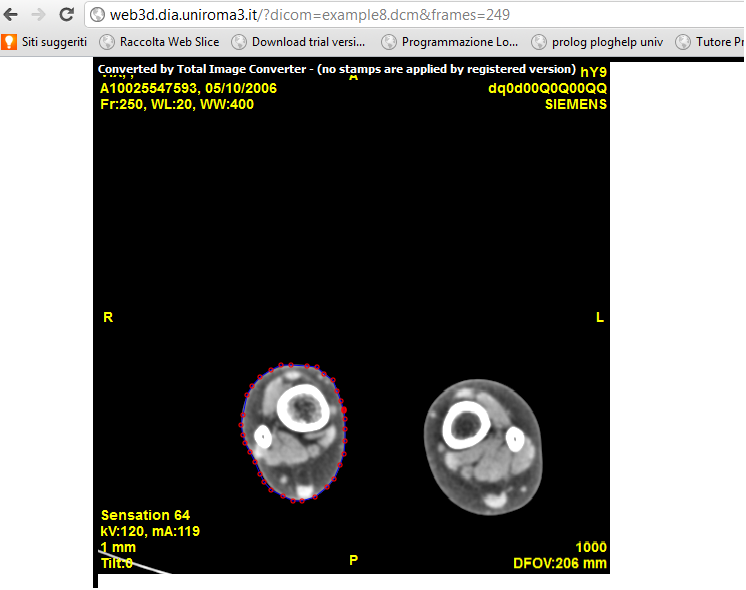 web3d.dia.uniroma3.it/?dicom=example8.dcm&frames=249
Siti suggeriti Raccolta Web Slice Download trial versi... Programmazione Lo... prolog ploghelp univ Tutore Pr
Converted by Total Image Converter - (no stamps are applied by registered version) hY9
A
A10025547593, 05/10/2006 dq0d00Q0Q00QQ
Fr:250, WL:20, WW:400 SIEMENS
R L
Sensation 64
kV:120, mA:119
1 mm 1000
Tilt:0 P DFOV:206 mm